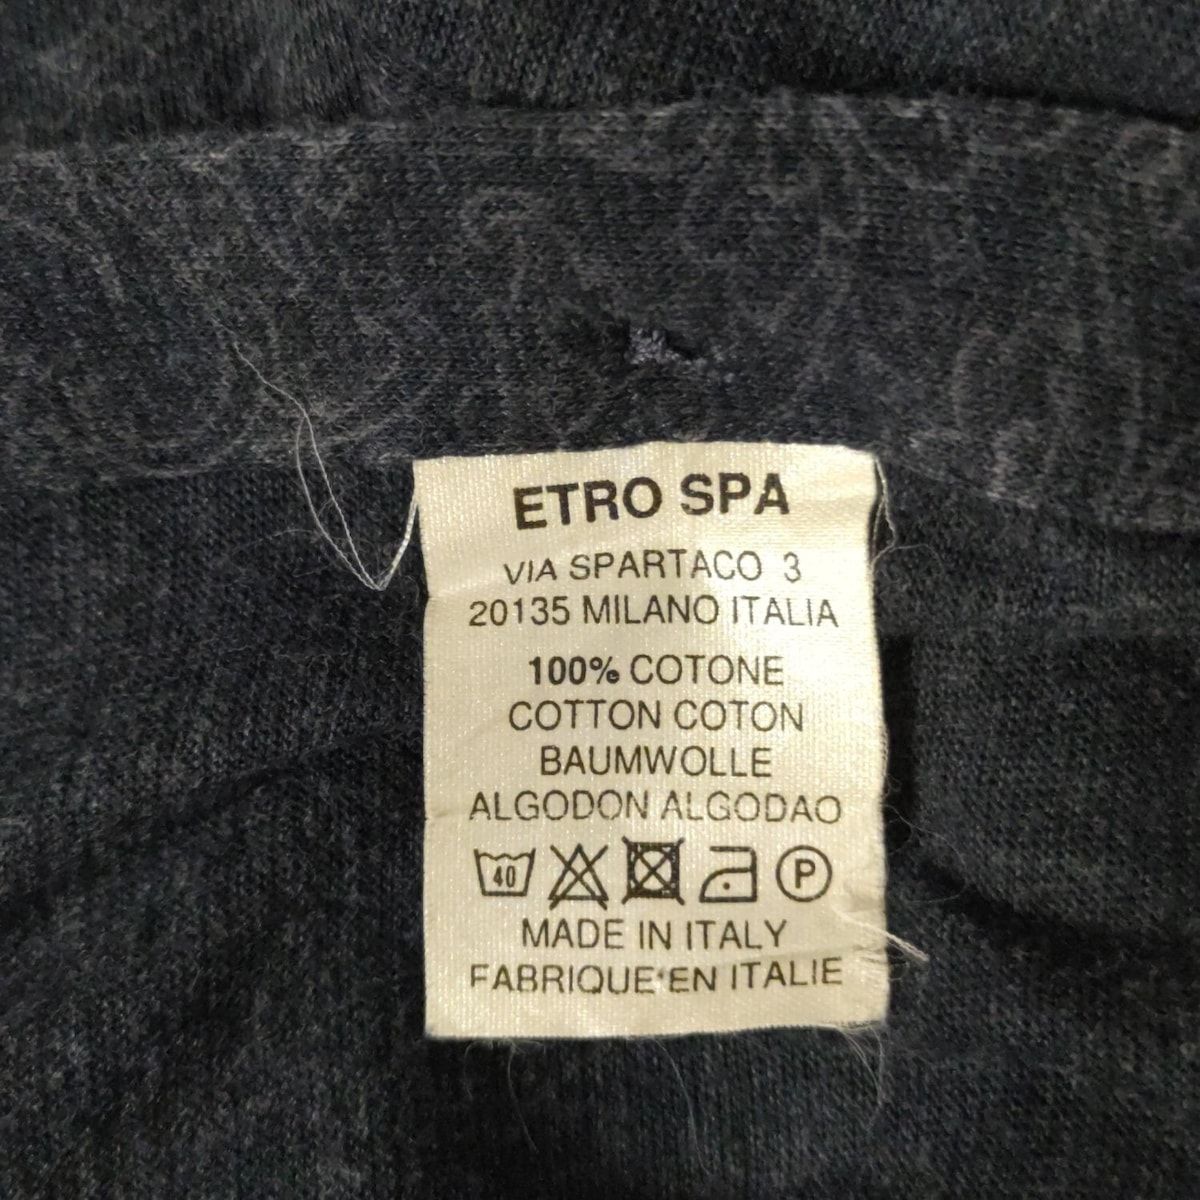 ETRO SPA
VIA SPARTACO 3
20135 MILANO ITALIA
100% COTONE
COTTON COTON
BAUMWOLLE
ALGODON ALGODAO
40 P
MADE IN ITALY
FABRIQUE EN ITALIE